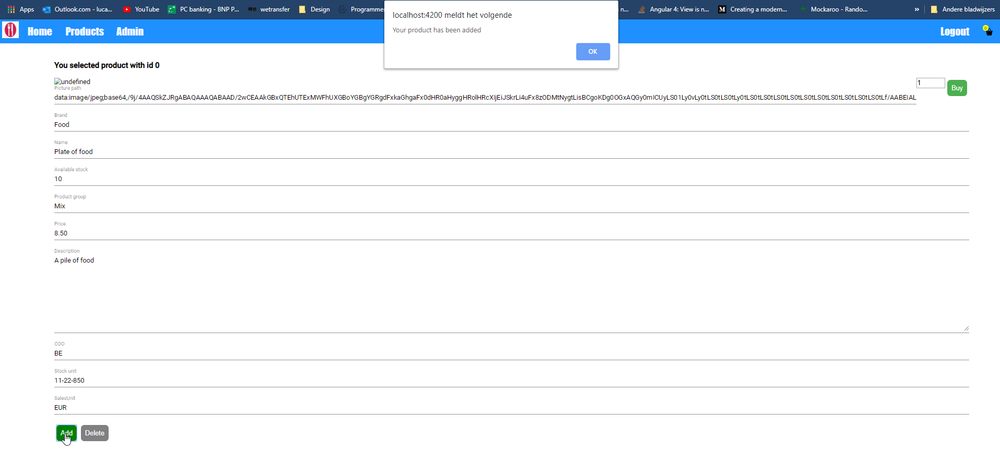 Apps Outlook.com - luca... YouTube PC banking - BNP P... wetransfer Design Programme s n... Angular 4: View is n... Creating a modern... Mockaroo - Rando... » Andere bladwijzers
localhost:4200 meldt het volgende
Your product has been added
OK
Home Products Admin Logout 0
You selected product with id 0
undefined
Picture path
data:image/jpeg;base64,/9j/4AAQSkZJRgABAQAAAQABAAD/2wCEAAkGBxQTEhUTExMWFhUXGBoYGBgYGRgdFxkaGhgaFx0dHR0aHyggHRolHRcXIjEiJSkrLi4uFx8zODMtNygtLisBCgoKDg0OGxAQGy0mICUyLS01Ly0vLy0tLS0tLS0tLy0tLS0tLS0tLS0tLS0tLS0tLS0tLS0tLS0tLS0tLS0tLf/AABEIAL
1
Buy
Brand
Food
Name
Plate of food
Available stock
10
Product group
Mix
Price
8.50
Description
A pile of food
COO
BE
Stock unit
11-22-850
SalesUnit
EUR
Add Delete